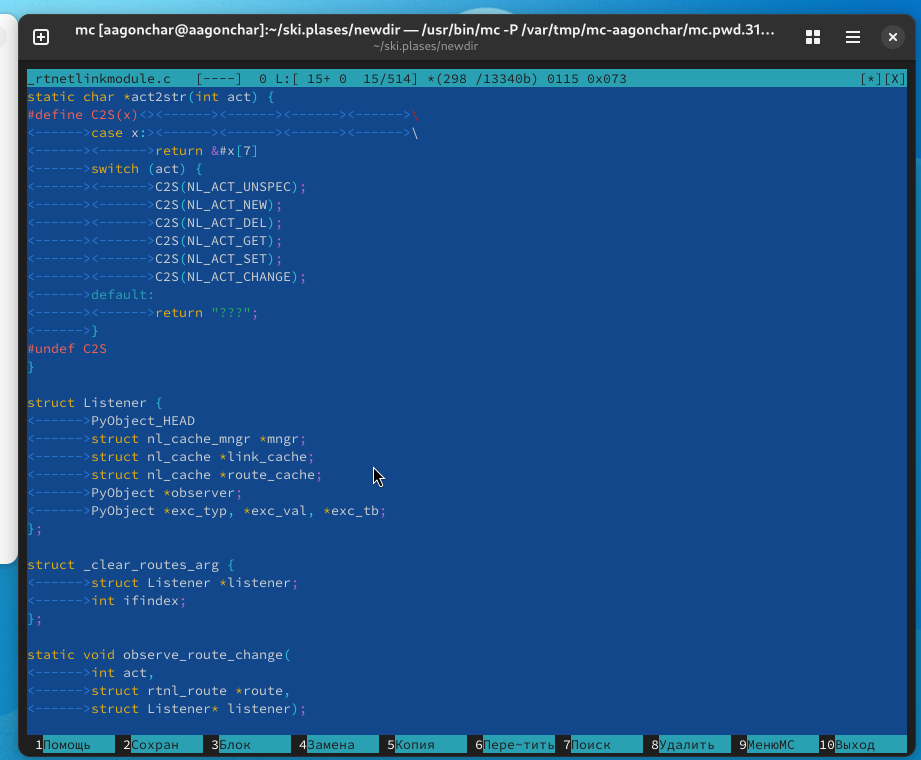 mc [aagonchar@aagonchar]:~/ski.plases/newdir — /usr/bin/mc -P /var/tmp/mc-aagonchar/mc.pwd.31…
~/ski.plases/newdir
_rtnetlinkmodule.c   [----]  0 L:[ 15+ 0  15/514] *(298 /13340b) 0115 0x073                             [*][X]
static char *act2str(int act) {
#define C2S(x)<><------><------><------><------>\
<------>case x:><------><------><------><------>\
<------><------>return &#x[7]
<------>switch (act) {
<------><------>C2S(NL_ACT_UNSPEC);
<------><------>C2S(NL_ACT_NEW);
<------><------>C2S(NL_ACT_DEL);
<------><------>C2S(NL_ACT_GET);
<------><------>C2S(NL_ACT_SET);
<------><------>C2S(NL_ACT_CHANGE);
<------>default:
<------><------>return "???";
<------>}
#undef C2S
}
struct Listener {
<------>PyObject_HEAD
<------>struct nl_cache_mngr *mngr;
<------>struct nl_cache *link_cache;
<------>struct nl_cache *route_cache;
<------>PyObject *observer;
<------>PyObject *exc_typ, *exc_val, *exc_tb;
};
struct _clear_routes_arg {
<------>struct Listener *listener;
<------>int ifindex;
};
static void observe_route_change(
<------>int act,
<------>struct rtnl_route *route,
<------>struct Listener* listener);
1Помощь 2Сохран 3Блок 4Замена 5Копия 6Пере~тить 7Поиск 8Удалить 9МенюМС 10Выход